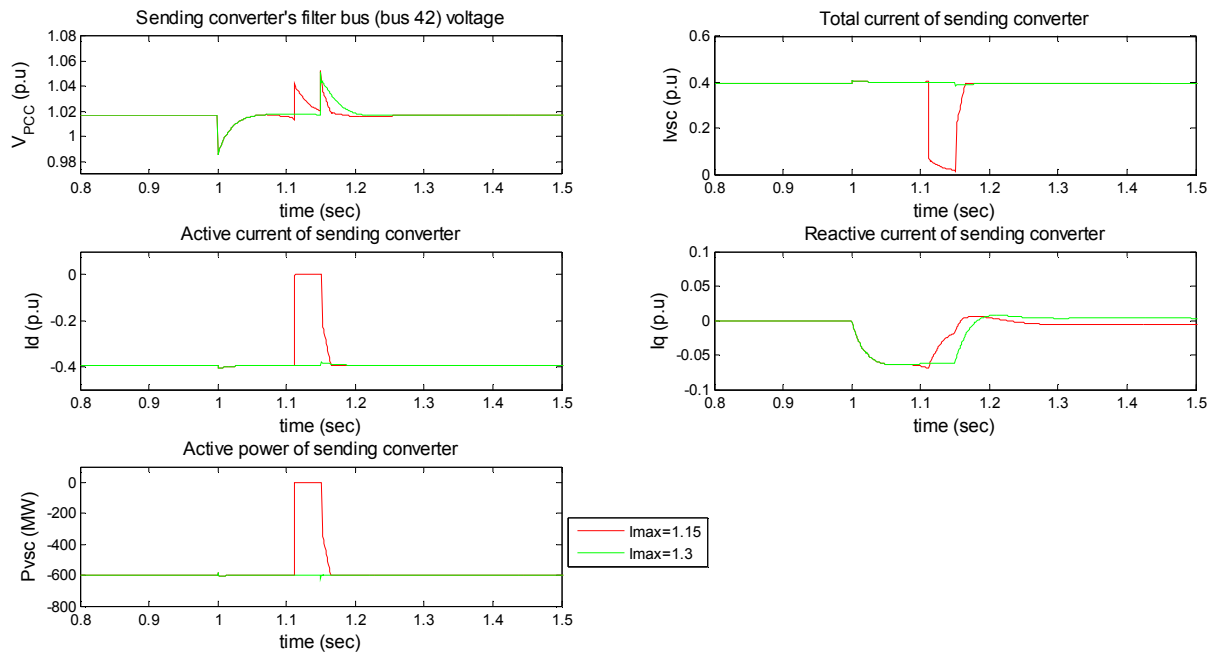 Sending converter's filter bus (bus 42) voltage
1.08
1.06
1.04
1.02
1
0.98
V_PCC (p.u)
0.8 0.9 1 1.1 1.2 1.3 1.4 1.5
time (sec)
Total current of sending converter
0.6
0.4
0.2
0
Ivsc (p.u)
0.8 0.9 1 1.1 1.2 1.3 1.4 1.5
time (sec)
Active current of sending converter
0
-0.2
-0.4
Id (p.u)
0.8 0.9 1 1.1 1.2 1.3 1.4 1.5
time (sec)
Reactive current of sending converter
0.1
0.05
0
-0.05
-0.1
Iq (p.u)
0.8 0.9 1 1.1 1.2 1.3 1.4 1.5
time (sec)
Active power of sending converter
0
-200
-400
-600
-800
Pvsc (MW)
0.8 0.9 1 1.1 1.2 1.3 1.4 1.5
time (sec)
Imax=1.15
Imax=1.3